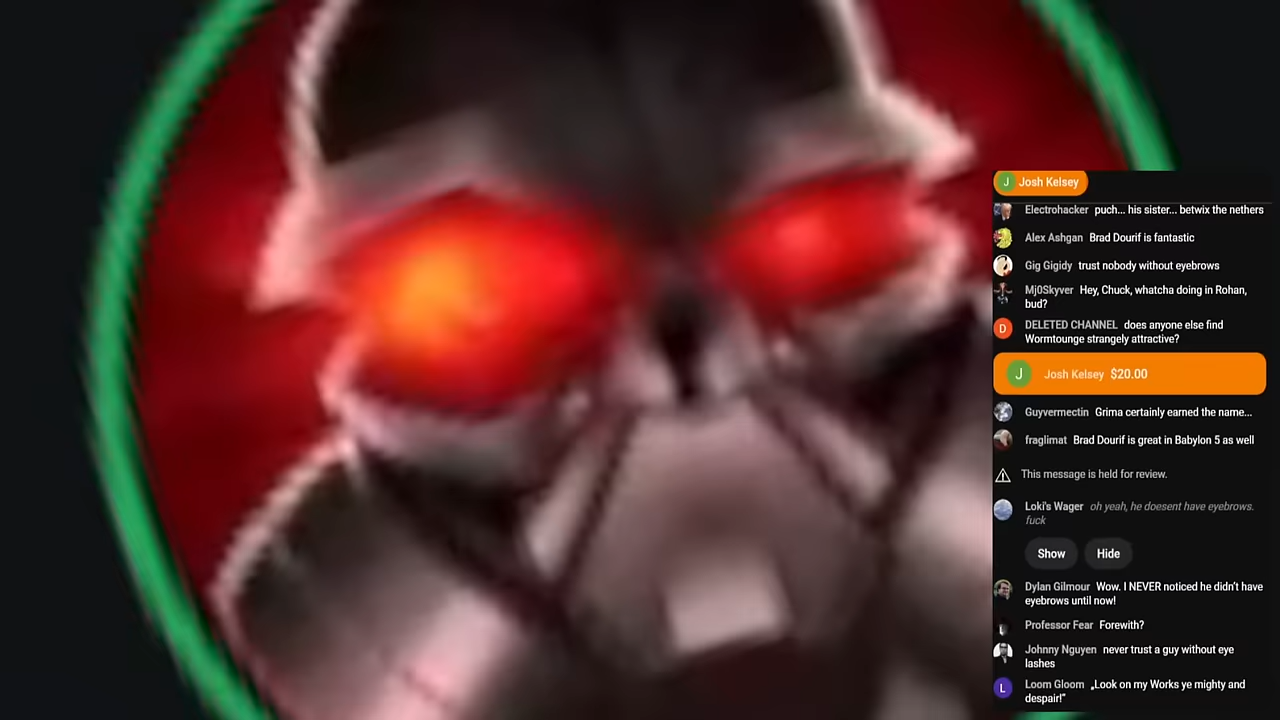 J Josh Kelsey
Electrohacker puch... his sister... betwix the nethers
Alex Ashgan Brad Dourif is fantastic
Gig Gigidy trust nobody without eyebrows
Mj0Skyver Hey, Chuck, whatcha doing in Rohan,
bud?
D DELETED CHANNEL does anyone else find
Wormtounge strangely attractive?
J Josh Kelsey $20.00
Guyvermectin Grima certainly earned the name...
fraglimat Brad Dourif is great in Babylon 5 as well
This message is held for review.
Loki's Wager oh yeah, he doesent have eyebrows.
fuck
Show Hide
Dylan Gilmour Wow. I NEVER noticed he didn't have
eyebrows until now!
Professor Fear Forewith?
Johnny Nguyen never trust a guy without eye
lashes
L Loom Gloom „Look on my Works ye mighty and
despair!"